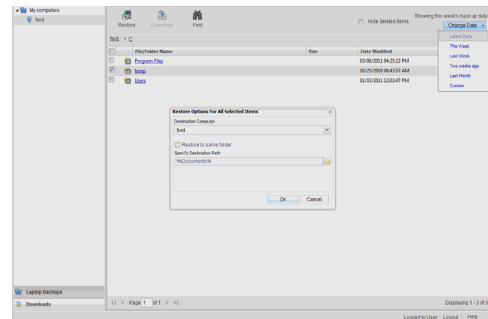 My computers
ford
Restore Download Find
Hide deleted items
Showing this week's back up data
Change Date
ford > C:
Latest Data
This Week
Last Week
Two weeks ago
Last Month
Custom
File/Folder Name Size Date Modified
Program Files 03/08/2011 04:25:22 PM
temp 10/25/2010 06:43:57 AM
Users 01/03/2011 12:02:47 PM
Restore Options For All Selected Items
Destination Computer
ford
Restore to same folder
Specify Destination Path
Ok Cancel
Laptop Backups
Downloads
Page 1 of 1
Displaying 1 - 3 of 3
Logged in User Logout Help